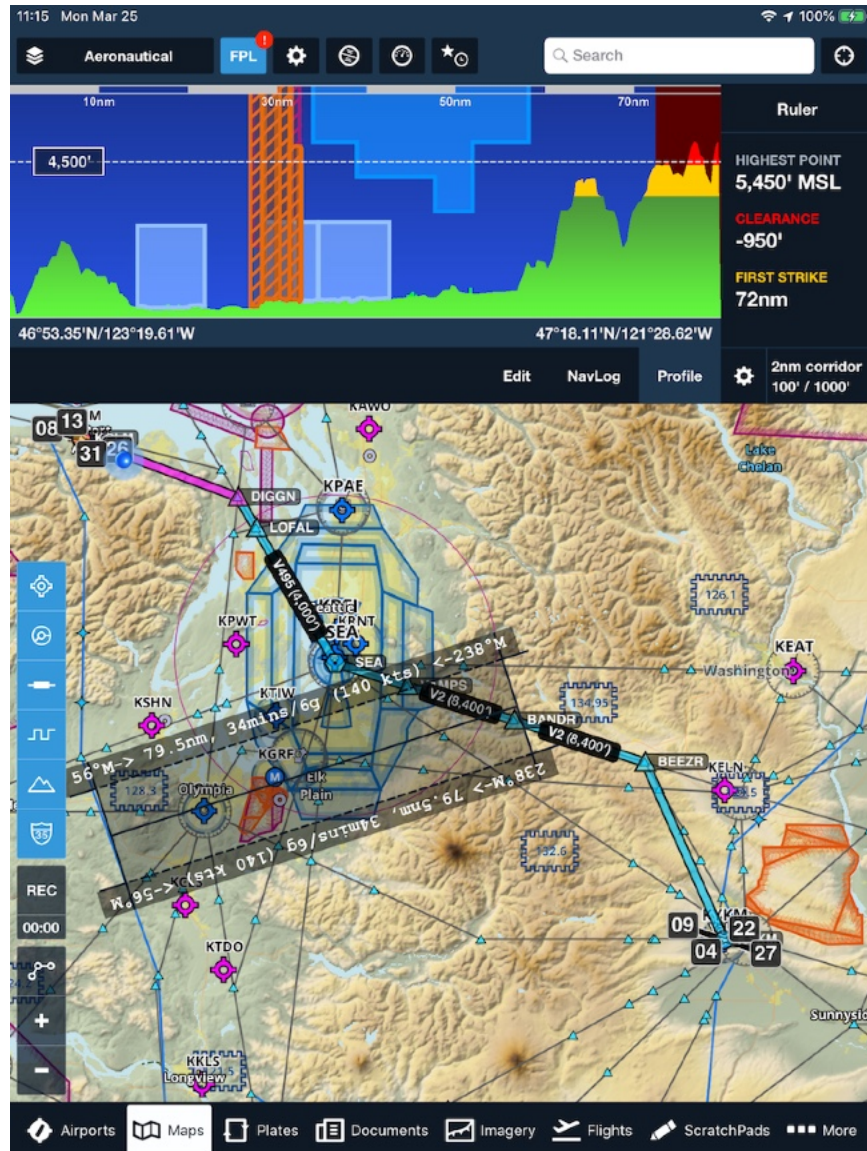 11:15 Mon Mar 25
100%
Aeronautical
FPL
!
Search
10nm
30nm
50nm
70nm
4,500'
Ruler
HIGHEST POINT
5,450' MSL
CLEARANCE
-950'
FIRST STRIKE
72nm
46°53.35'N/123°19.61'W
47°18.11'N/121°28.62'W
Edit
NavLog
Profile
2nm corridor
100' / 1000'
KAWO
08
13
31
26
Lake
Chelan
DIGGN
KPAE
LOFAL
V495 (4,000')
126.1
KPWT
KRNT
SEA
SEA
KEAT
Washington
56°M-> 79.5nm, 34mins/6g (140 kts) <-238°M
V2 (8,400')
134.95
BANDR
V2 (8,400')
KSHN
KTIW
BEEZR
KGRF
M
Elk
Plain
KELN
128.3
Olympia
238°M-> 79.5nm, 34mins/6g (140 kts) <-56°M
132.6
35
REC
00:00
09
22
04
27
KTDO
Sunnysid
KKLS
Longview
Airports
Maps
Plates
Documents
Imagery
Flights
ScratchPads
More